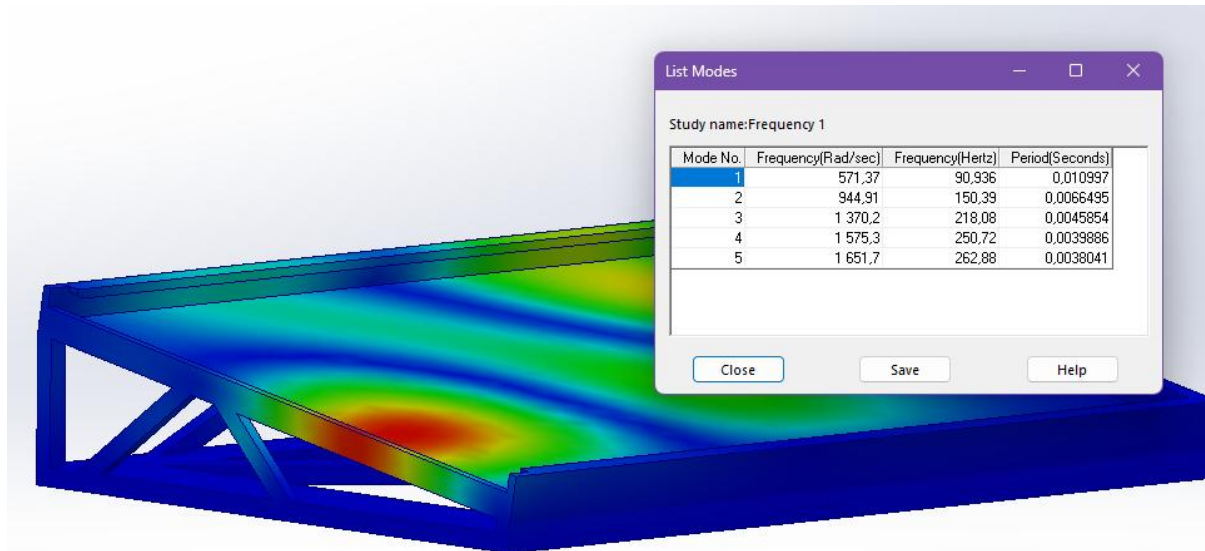 List Modes
Study name:Frequency 1
Mode No. Frequency(Rad/sec) Frequency(Hertz) Period(Seconds)
1 571,37 90,936 0,010997
2 944,91 150,39 0,0066495
3 1 370,2 218,08 0,0045854
4 1 575,3 250,72 0,0039886
5 1 651,7 262,88 0,0038041
Close Save Help